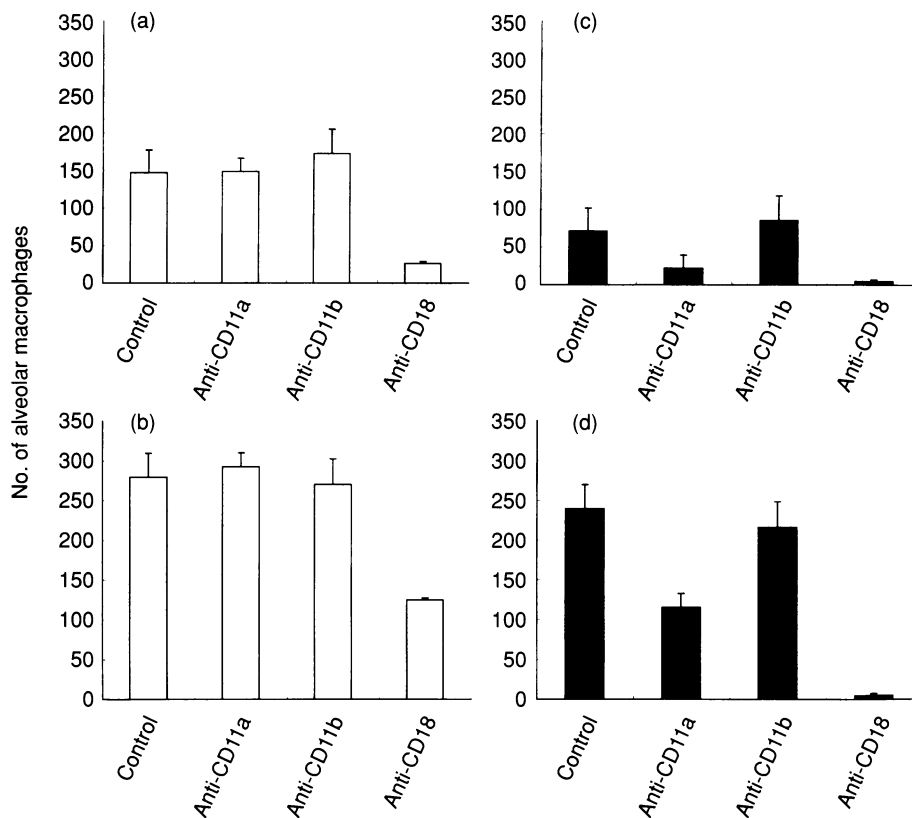 No. of alveolar macrophages
(a)
350
300
250
200
150
100
50
0
Control
Anti-CD11a
Anti-CD11b
Anti-CD18
(c)
350
300
250
200
150
100
50
0
Control
Anti-CD11a
Anti-CD11b
Anti-CD18
(b)
350
300
250
200
150
100
50
0
Control
Anti-CD11a
Anti-CD11b
Anti-CD18
(d)
350
300
250
200
150
100
50
0
Control
Anti-CD11a
Anti-CD11b
Anti-CD18